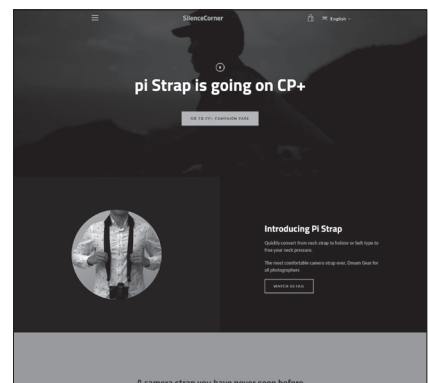 SilenceCorner
English
pi Strap is going on CP+
GO TO CP+ CAMPAIGN PAGE
Introducing Pi Strap
Quickly convert from neck strap to holster or belt type to
free your neck pressure.
The most comfortable camera strap ever, Dream Gear for
all photographers
WATCH DETAIL
A camera strap you have never seen before